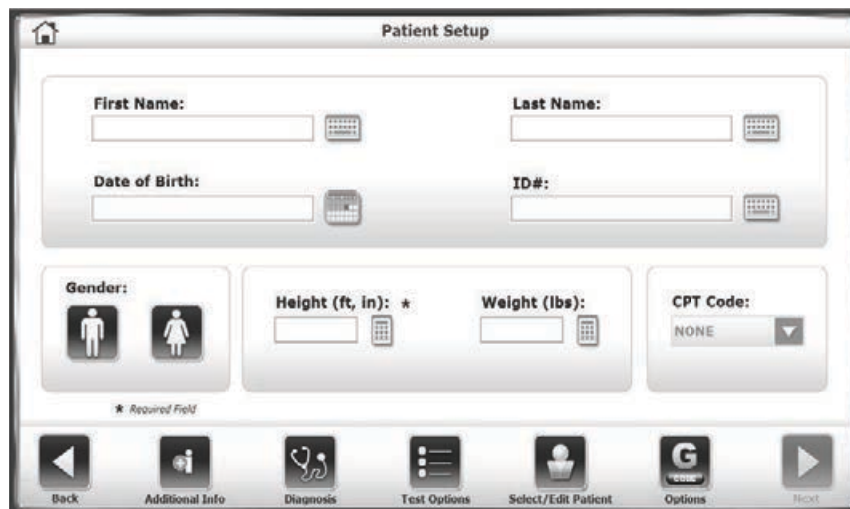 Patient Setup
First Name:
Last Name:
Date of Birth:
ID#:
Gender:
Height (ft, in): *
Weight (lbs):
CPT Code:
NONE
* Required Field
G
CODE
Back
Additional Info
Diagnosis
Test Options
Select/Edit Patient
Options
Next